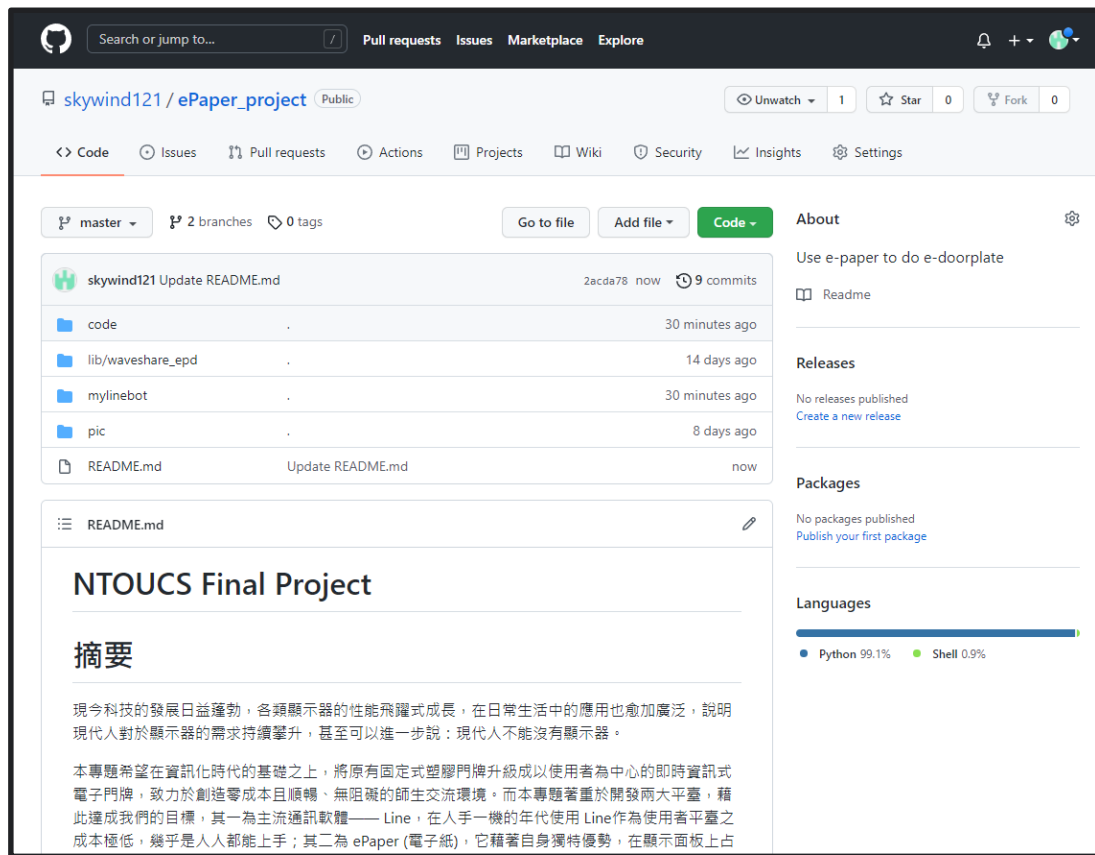 Search or jump to... / Pull requests Issues Marketplace Explore
skywind121 / ePaper_project Public Unwatch 1 Star 0 Fork 0
Code Issues Pull requests Actions Projects Wiki Security Insights Settings
master 2 branches 0 tags Go to file Add file Code
skywind121 Update README.md 2acda78 now 9 commits
code . 30 minutes ago
lib/waveshare_epd . 14 days ago
mylinebot . 30 minutes ago
pic . 8 days ago
README.md Update README.md now
README.md
NTOUCS Final Project
摘要
現今科技的發展日益蓬勃，各類顯示器的性能飛躍式成長，在日常生活中的應用也愈加廣泛，說明
現代人對於顯示器的需求持續攀升，甚至可以進一步說：現代人不能沒有顯示器。
本專題希望在資訊化時代的基礎之上，將原有固定式塑膠門牌升級成以使用者為中心的即時資訊式
電子門牌，致力於創造零成本且順暢、無阻礙的師生交流環境。而本專題著重於開發兩大平臺，藉
此達成我們的目標，其一為主流通訊軟體—— Line，在人手一機的年代使用 Line作為使用者平臺之
成本極低，幾乎是人人都能上手；其二為 ePaper (電子紙)，它藉著自身獨特優勢，在顯示面板上占
About
Use e-paper to do e-doorplate
Readme
Releases
No releases published
Create a new release
Packages
No packages published
Publish your first package
Languages
Python 99.1% Shell 0.9%